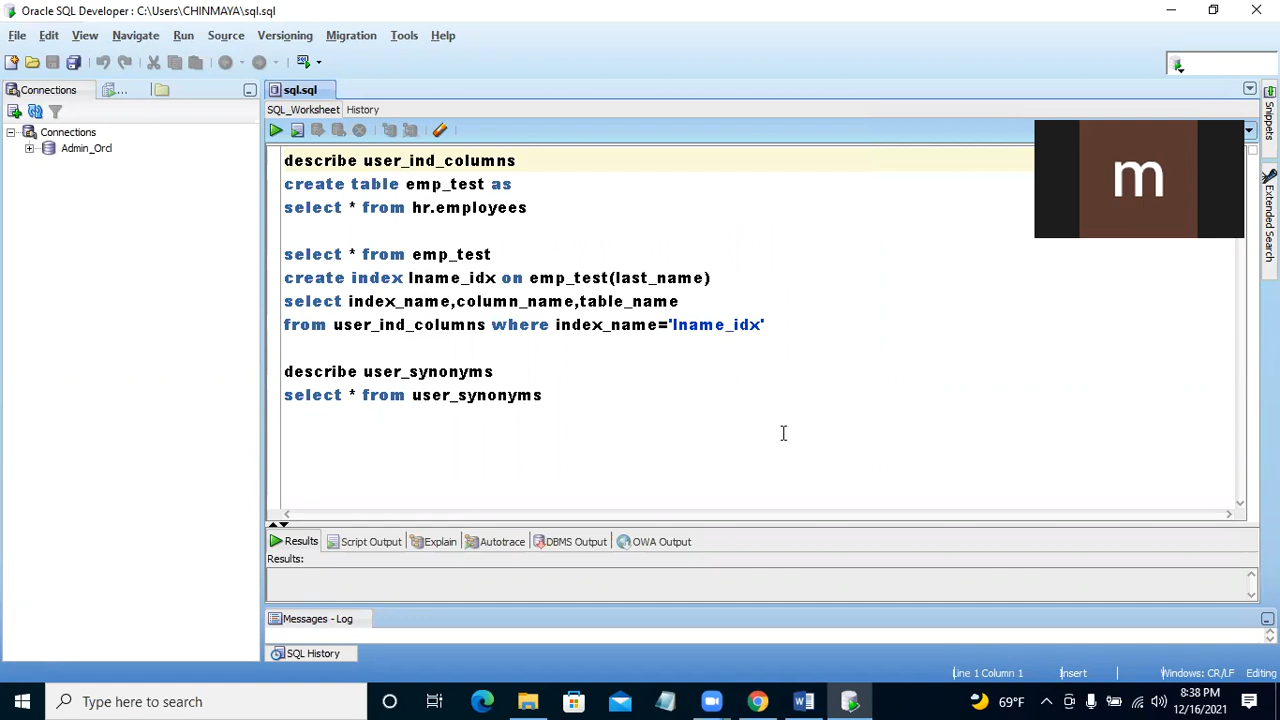 Oracle SQL Developer : C:\Users\CHINMAYA\sql.sql
File Edit View Navigate Run Source Versioning Migration Tools Help
Connections
...
sql.sql
SQL_Worksheet History
Connections
Admin_Orcl
describe user_ind_columns
create table emp_test as
select * from hr.employees
select * from emp_test
create index lname_idx on emp_test(last_name)
select index_name,column_name,table_name
from user_ind_columns where index_name='lname_idx'
describe user_synonyms
select * from user_synonyms
m
Snippets
Extended Search
Results Script Output Explain Autotrace DBMS Output OWA Output
Results:
Messages - Log
SQL History
Line 1 Column 1 Insert Windows: CR/LF Editing
Type here to search
69°F
8:38 PM
12/16/2021